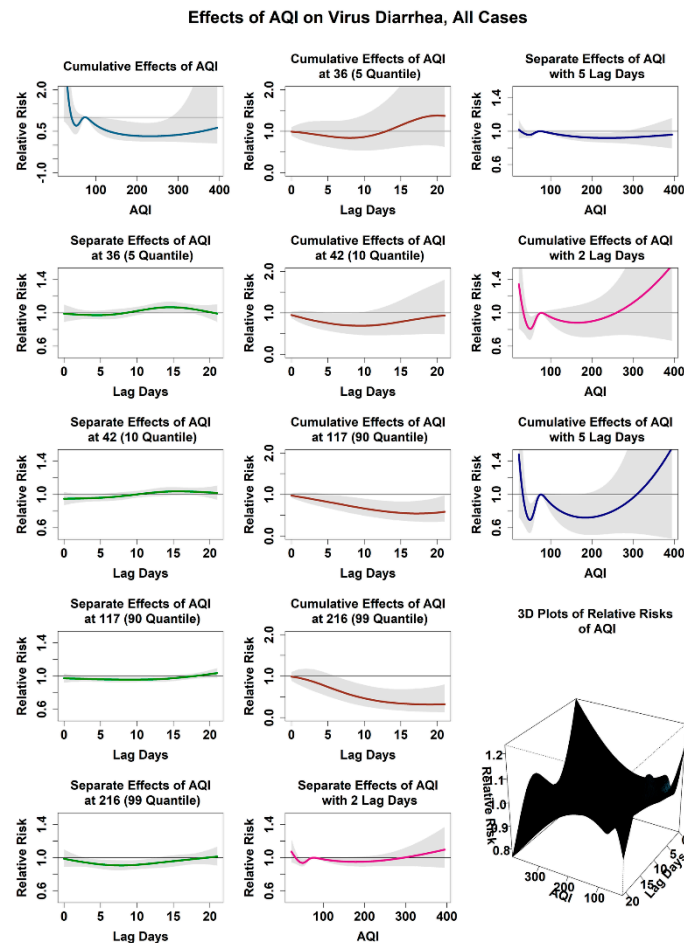 Effects of AQI on Virus Diarrhea, All Cases
Cumulative Effects of AQI
Relative Risk
-1.0
0.5
2.0
100
200
300
400
AQI
Cumulative Effects of AQI
at 36 (5 Quantile)
Relative Risk
0.0
1.0
2.0
0
5
10
15
20
Lag Days
Separate Effects of AQI
with 5 Lag Days
Relative Risk
0.6
1.0
1.4
100
200
300
400
AQI
Separate Effects of AQI
at 36 (5 Quantile)
Relative Risk
0.6
1.0
1.4
0
5
10
15
20
Lag Days
Cumulative Effects of AQI
at 42 (10 Quantile)
Relative Risk
0.0
1.0
2.0
0
5
10
15
20
Lag Days
Cumulative Effects of AQI
with 2 Lag Days
Relative Risk
0.6
1.0
1.4
100
200
300
400
AQI
Separate Effects of AQI
at 42 (10 Quantile)
Relative Risk
0.6
1.0
1.4
0
5
10
15
20
Lag Days
Cumulative Effects of AQI
at 117 (90 Quantile)
Relative Risk
0.0
1.0
2.0
0
5
10
15
20
Lag Days
Cumulative Effects of AQI
with 5 Lag Days
Relative Risk
0.6
1.0
1.4
100
200
300
400
AQI
Separate Effects of AQI
at 117 (90 Quantile)
Relative Risk
0.6
1.0
1.4
0
5
10
15
20
Lag Days
Cumulative Effects of AQI
at 216 (99 Quantile)
Relative Risk
0.0
1.0
2.0
0
5
10
15
20
Lag Days
3D Plots of Relative Risks
of AQI
Relative Risk
0.8
0.9
1.0
1.1
1.2
300
200
100
AQI
20
15
10
5
0
Lag Days
Separate Effects of AQI
at 216 (99 Quantile)
Relative Risk
0.6
1.0
1.4
0
5
10
15
20
Lag Days
Separate Effects of AQI
with 2 Lag Days
Relative Risk
0.6
1.0
1.4
100
200
300
400
AQI